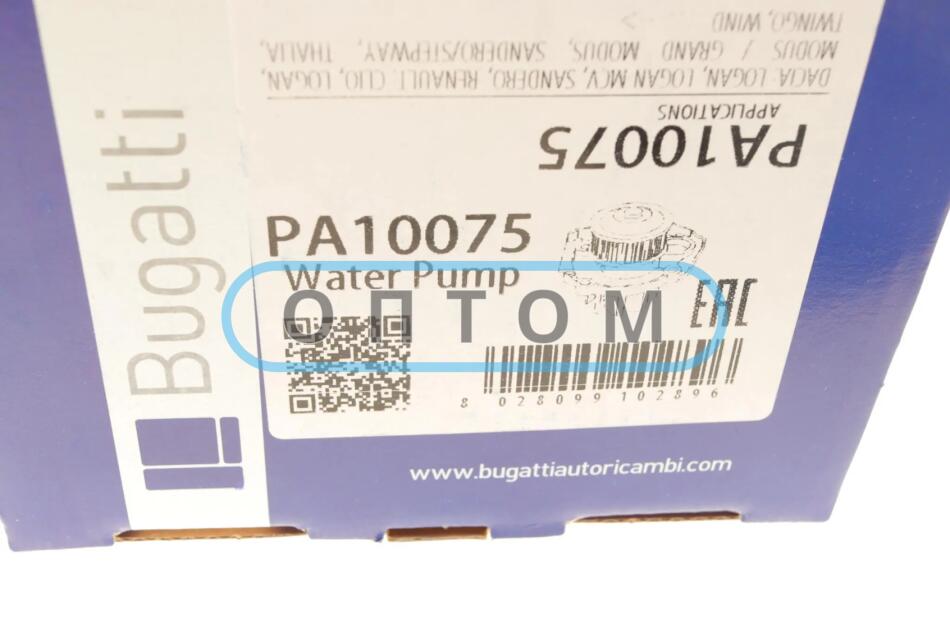 Bugatti
PA10075
APPLICATIONS
DACIA: LOGAN, LOGAN MCV, SANDERO, RENAULT: CLIO, LOGAN,
MODUS / GRAND MODUS, SANDERO/STEPWAY, THALIA,
TWINGO, WIND
PA10075
Water Pump
ОПТОМ
EAC
8 028099 102896
www.bugattiautoricambi.com